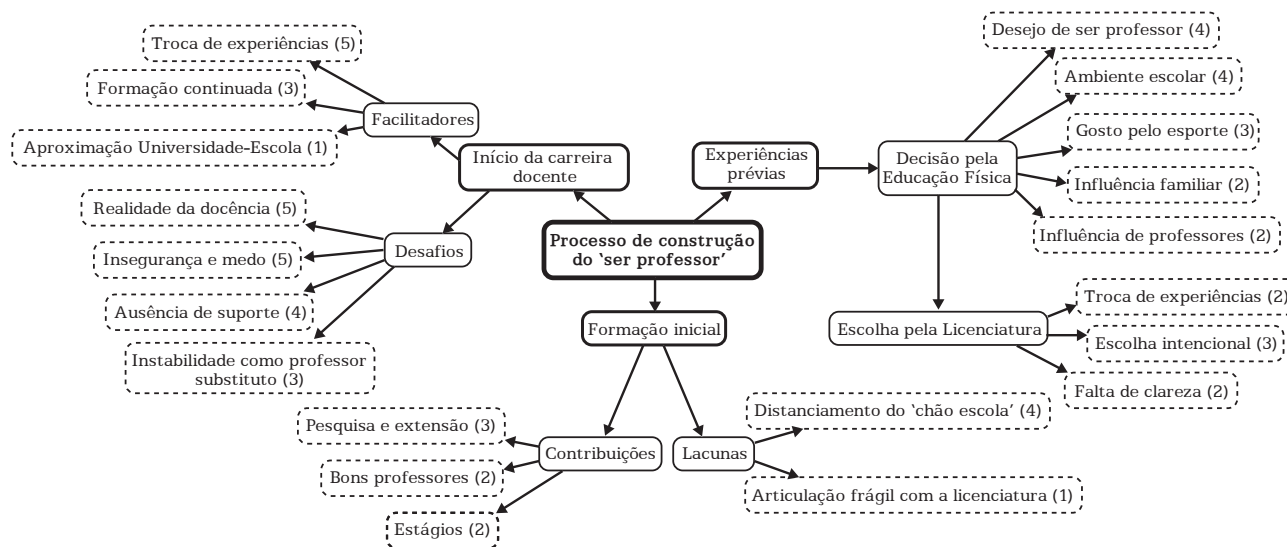 Troca de experiências (5)
Formação continuada (3)
Aproximação Universidade-Escola (1)
Facilitadores
Início da carreira
docente
Realidade da docência (5)
Insegurança e medo (5)
Ausência de suporte (4)
Instabilidade como professor
substituto (3)
Desafios
Processo de construção
do ‘ser professor’
Experiências
prévias
Decisão pela
Educação Física
Desejo de ser professor (4)
Ambiente escolar (4)
Gosto pelo esporte (3)
Influência familiar (2)
Influência de professores (2)
Escolha pela Licenciatura
Troca de experiências (2)
Escolha intencional (3)
Falta de clareza (2)
Formação inicial
Contribuições
Pesquisa e extensão (3)
Bons professores (2)
Estágios (2)
Lacunas
Distanciamento do ‘chão escola’ (4)
Articulação frágil com a licenciatura (1)